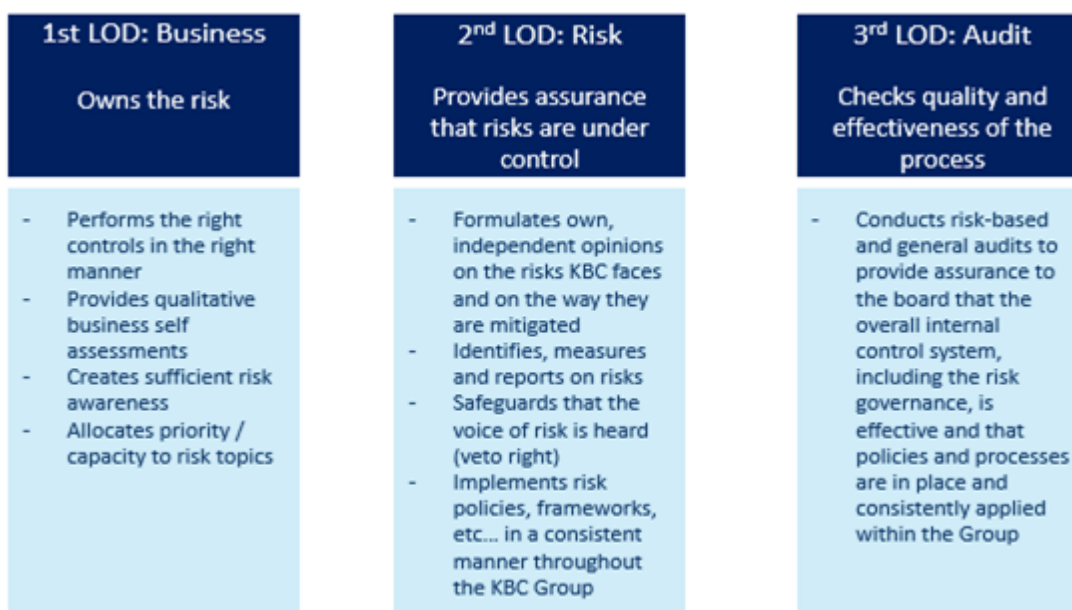 1st LOD: Business
Owns the risk
- Performs the right
controls in the right
manner
- Provides qualitative
business self
assessments
- Creates sufficient risk
awareness
- Allocates priority /
capacity to risk topics
2nd LOD: Risk
Provides assurance
that risks are under
control
- Formulates own,
independent opinions
on the risks KBC faces
and on the way they
are mitigated
- Identifies, measures
and reports on risks
- Safeguards that the
voice of risk is heard
(veto right)
- Implements risk
policies, frameworks,
etc... in a consistent
manner throughout
the KBC Group
3rd LOD: Audit
Checks quality and
effectiveness of the
process
- Conducts risk-based
and general audits to
provide assurance to
the board that the
overall internal
control system,
including the risk
governance, is
effective and that
policies and processes
are in place and
consistently applied
within the Group